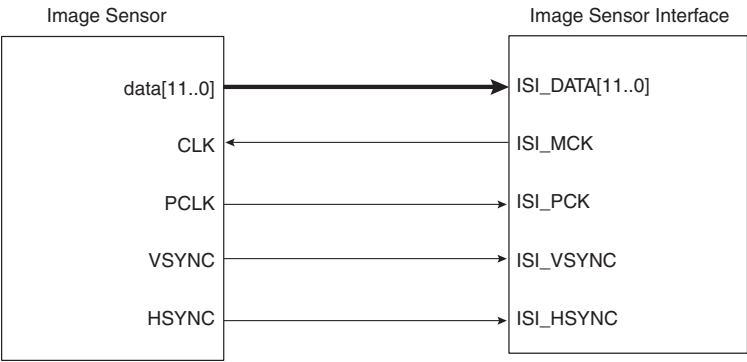 Image Sensor Image Sensor Interface
data[11..0] ISI_DATA[11..0]
CLK ISI_MCK
PCLK ISI_PCK
VSYNC ISI_VSYNC
HSYNC ISI_HSYNC